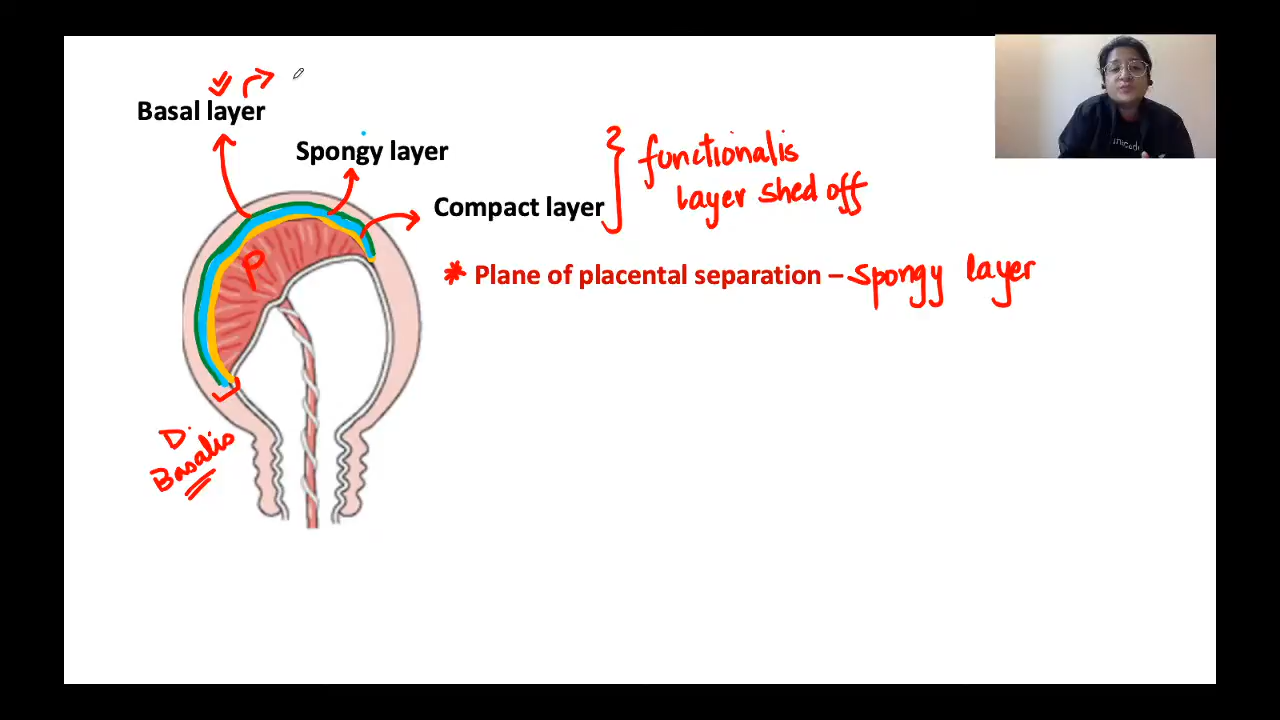 Basal layer
Spongy layer
Compact layer
functionalis
layer shed off
* Plane of placental separation – spongy layer
P
D.
Basalis